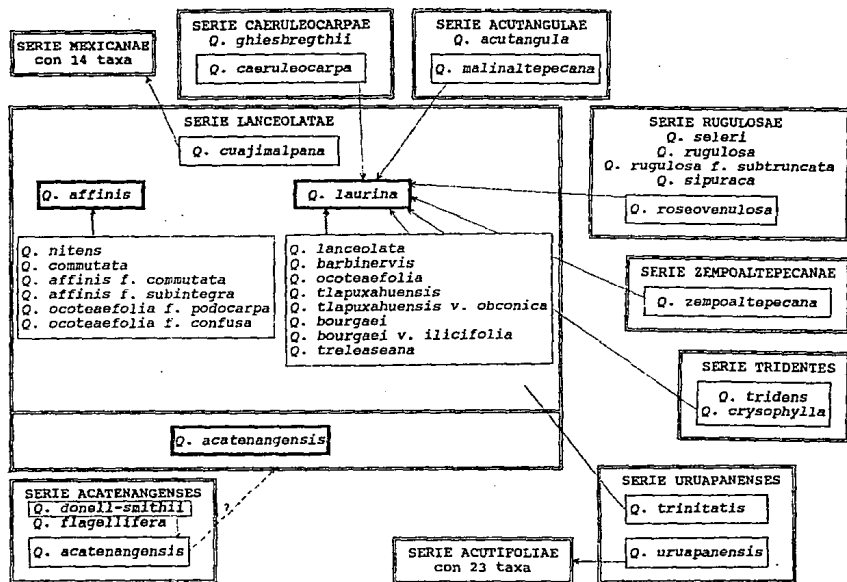 SERIE MEXICANAE
con 14 taxa
SERIE CAERULEOCARPAE
Q. ghiesbregthii
Q. caeruleocarpa
SERIE ACUTANGULAE
Q. acutangula
Q. malinaltepecana
SERIE LANCEOLATAE
Q. cuajimalpana
Q. affinis
Q. laurina
Q. nitens
Q. commutata
Q. affinis f. commutata
Q. affinis f. subintegra
Q. ocoteaefolia f. podocarpa
Q. ocoteaefolia f. confusa
Q. lanceolata
Q. barbinervis
Q. ocoteaefolia
Q. tlapuxahuensis
Q. tlapuxahuensis v. obconica
Q. bourgaei
Q. bourgaei v. ilicifolia
Q. treleaseana
SERIE RUGULOSAE
Q. seleri
Q. rugulosa
Q. rugulosa f. subtruncata
Q. sipuraca
Q. roseovenulosa
SERIE ZEMPOALTEPECANAE
Q. zempoaltepecana
SERIE TRIDENTES
Q. tridens
Q. crysophylla
Q. acatenangensis
SERIE ACATENANGENSES
Q. donell-smithii
Q. flagellifera
Q. acatenangensis
?
SERIE ACUTIFOLIAE
con 23 taxa
SERIE URUAPANENSES
Q. trinitatis
Q. uruapanensis